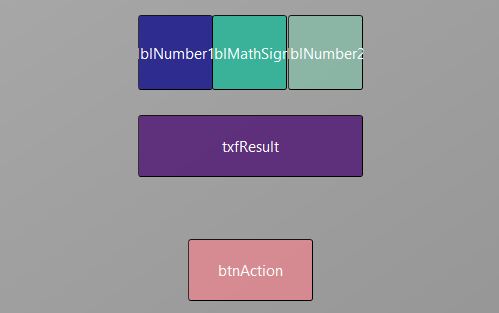 lblNumber1
lblMathSign
lblNumber2
txfResult
btnAction